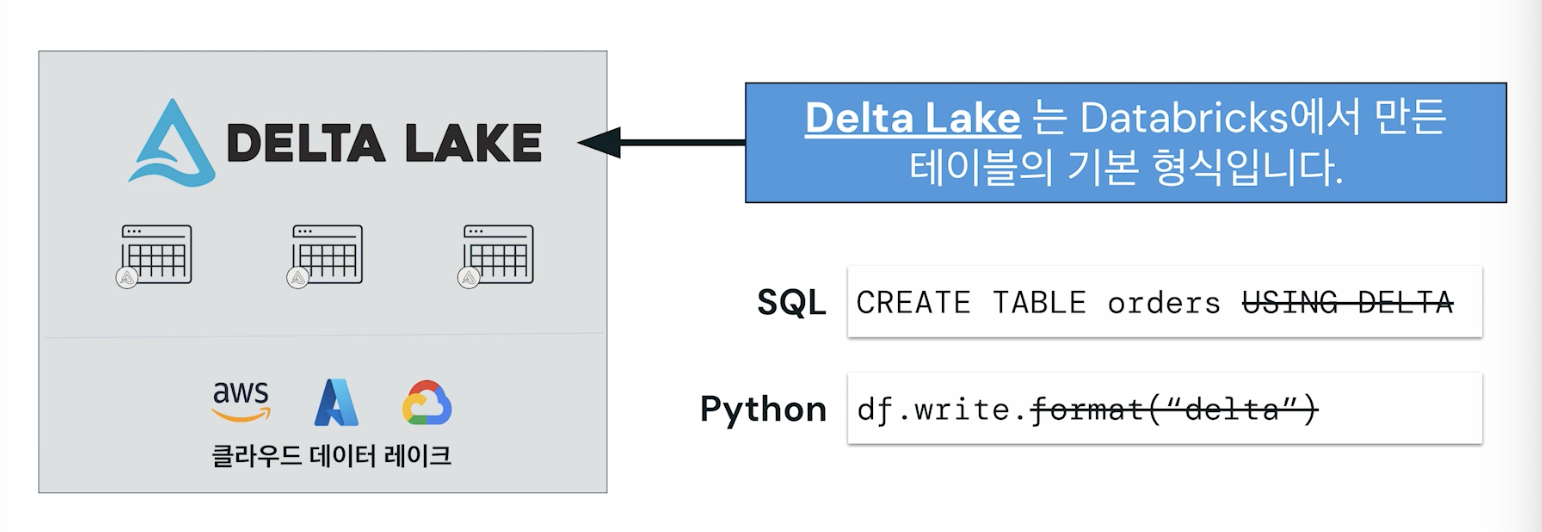 DELTA LAKE
Delta Lake 는 Databricks에서 만든
테이블의 기본 형식입니다.
SQL
CREATE TABLE orders USING DELTA
Python
df.write.format(“delta”)
aws
클라우드 데이터 레이크